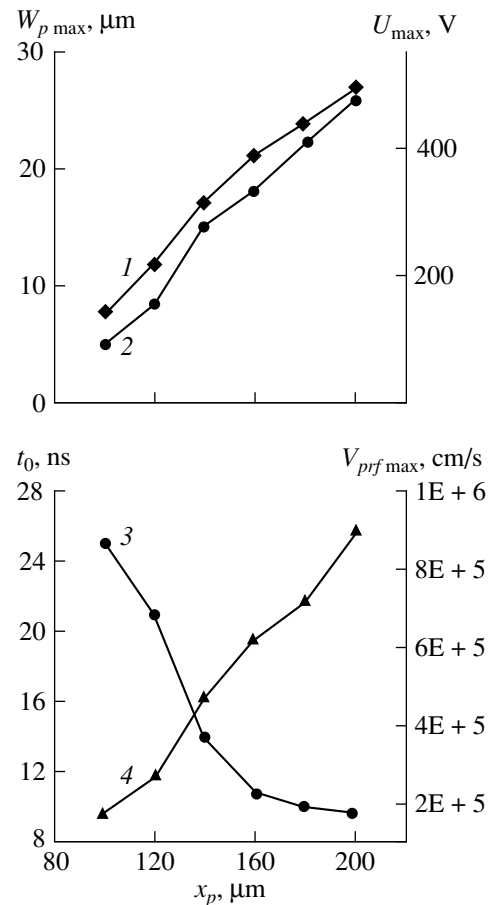 W_p max, μm
U_max, V
30
20
10
0
400
200
1
2
t_0, ns
V_prf max, cm/s
28
24
20
16
12
8
1E + 6
8E + 5
6E + 5
4E + 5
2E + 5
3
4
80 120 160 200
x_p, μm